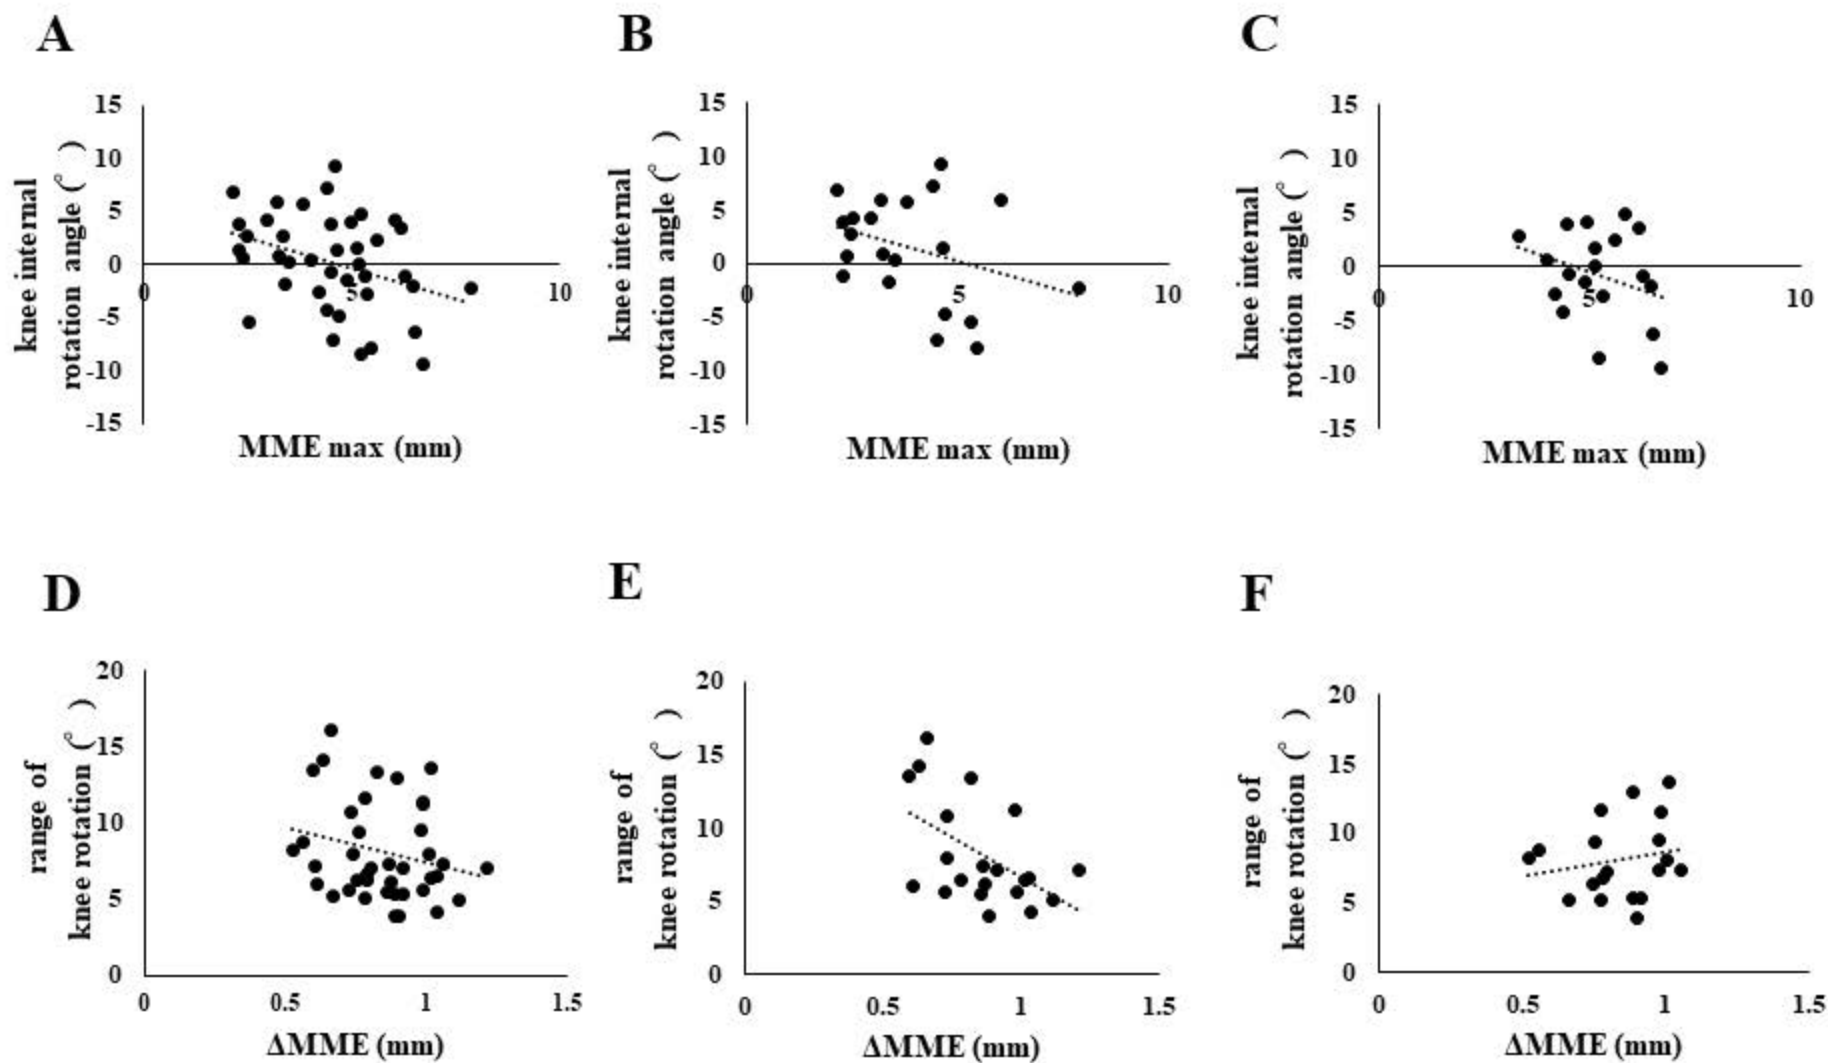 A
knee internal
rotation angle (°)
15
10
5
0
-5
-10
-15
0
5
10
MME max (mm)
B
knee internal
rotation angle (°)
15
10
5
0
-5
-10
-15
0
5
10
MME max (mm)
C
knee internal
rotation angle (°)
15
10
5
0
-5
-10
-15
0
5
10
MME max (mm)
D
range of
knee rotation (°)
20
15
10
5
0
0
0.5
1
1.5
ΔMME (mm)
E
range of
knee rotation (°)
20
15
10
5
0
0
0.5
1
1.5
ΔMME (mm)
F
range of
knee rotation (°)
20
15
10
5
0
0
0.5
1
1.5
ΔMME (mm)